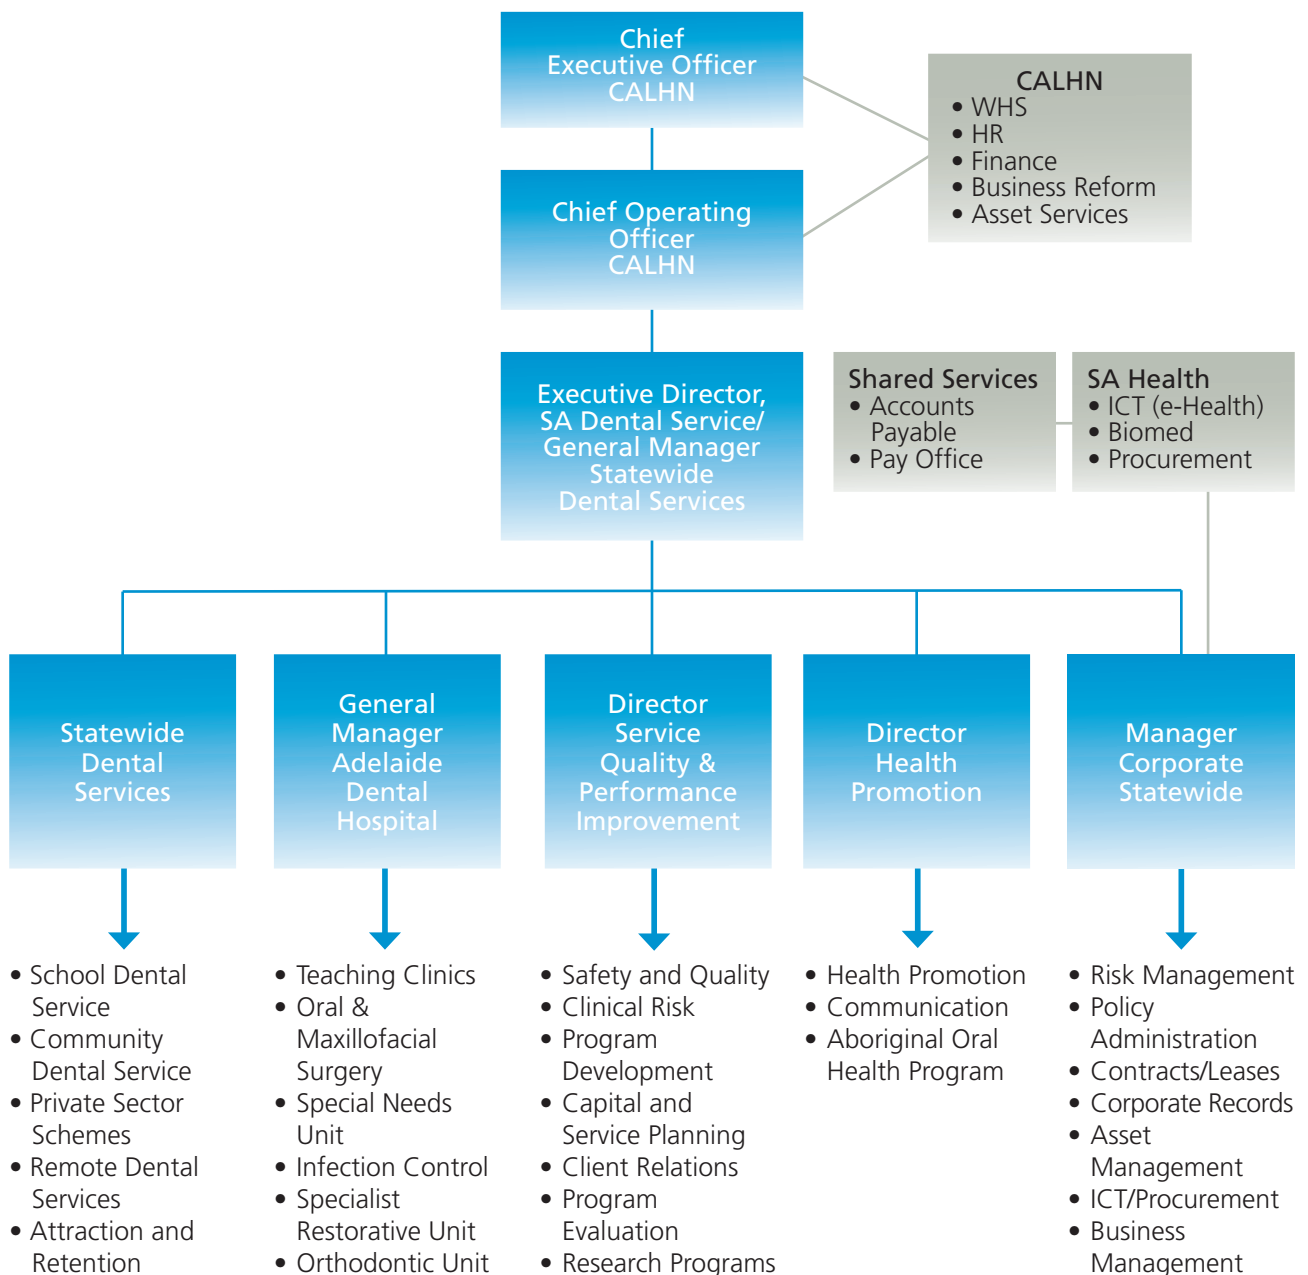 Chief
Executive Officer
CALHN
CALHN
• WHS
• HR
• Finance
• Business Reform
• Asset Services
Chief Operating
Officer
CALHN
Executive Director,
SA Dental Service/
General Manager
Statewide
Dental Services
Shared Services
• Accounts
Payable
• Pay Office
SA Health
• ICT (e-Health)
• Biomed
• Procurement
Statewide
Dental
Services
General
Manager
Adelaide
Dental
Hospital
Director
Service
Quality &
Performance
Improvement
Director
Health
Promotion
Manager
Corporate
Statewide
• School Dental
Service
• Community
Dental Service
• Private Sector
Schemes
• Remote Dental
Services
• Attraction and
Retention
• Teaching Clinics
• Oral &
Maxillofacial
Surgery
• Special Needs
Unit
• Infection Control
• Specialist
Restorative Unit
• Orthodontic Unit
• Safety and Quality
• Clinical Risk
• Program
Development
• Capital and
Service Planning
• Client Relations
• Program
Evaluation
• Research Programs
• Health Promotion
• Communication
• Aboriginal Oral
Health Program
• Risk Management
• Policy
Administration
• Contracts/Leases
• Corporate Records
• Asset
Management
• ICT/Procurement
• Business
Management